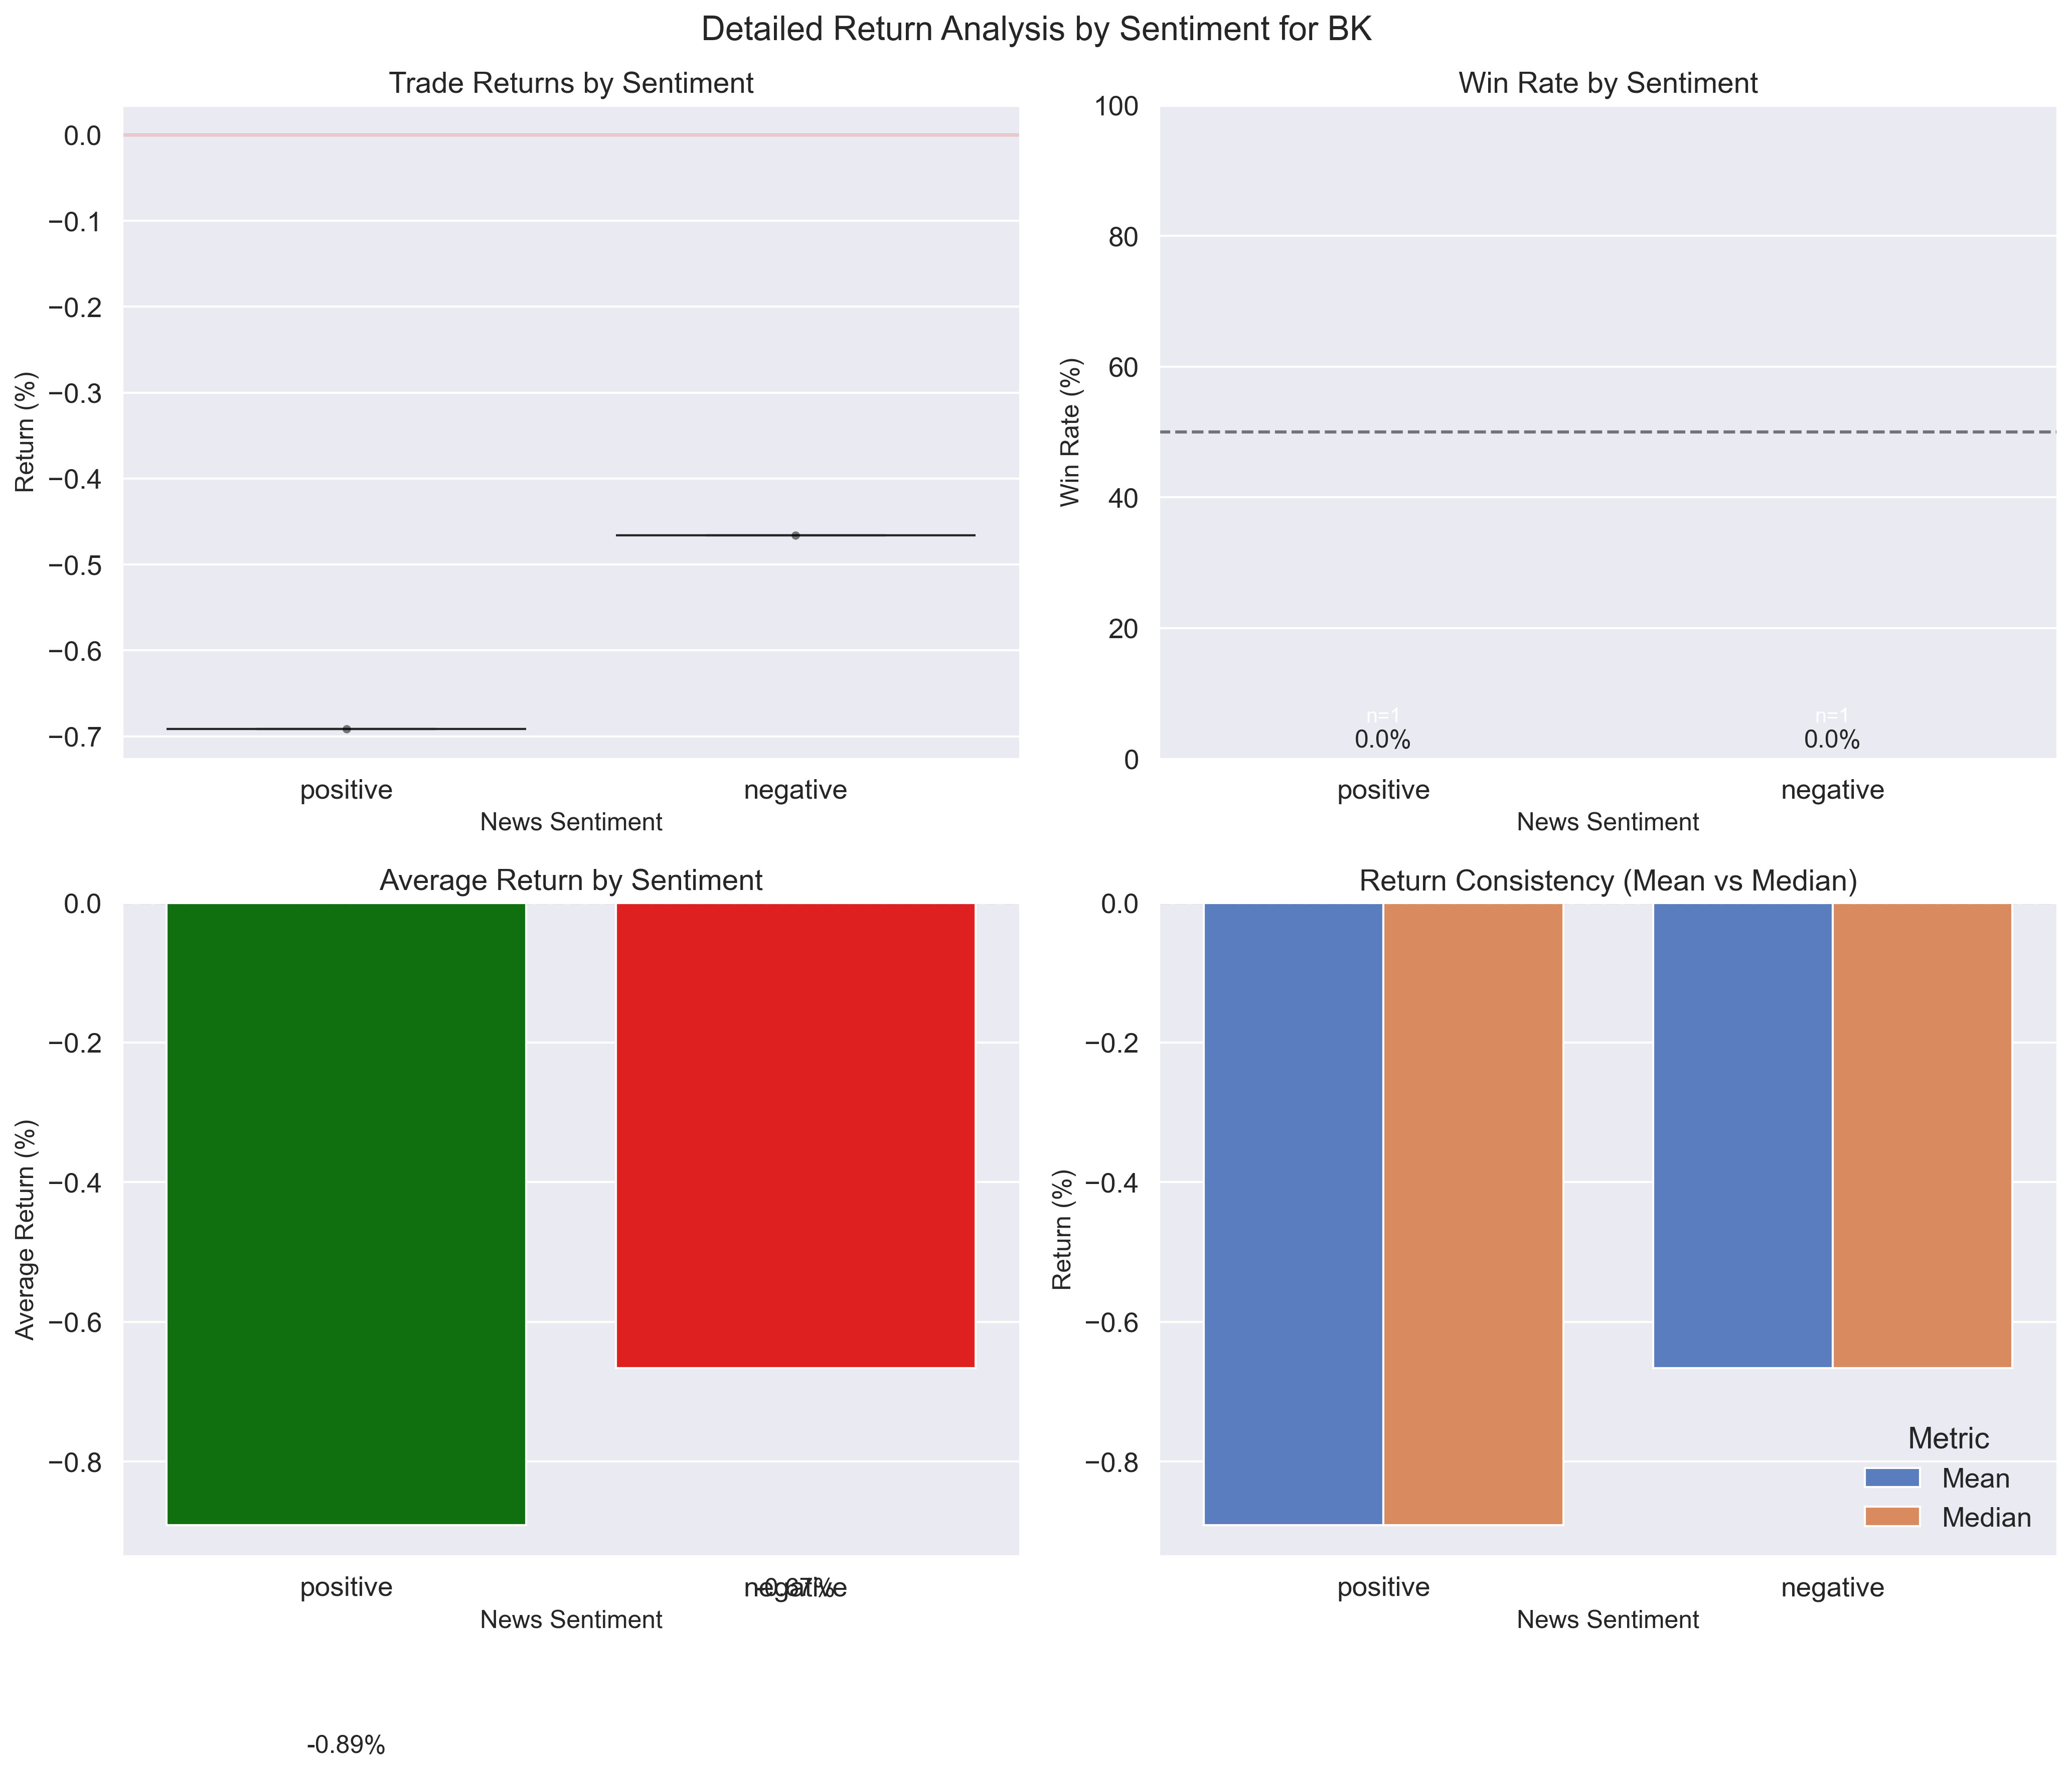 Detailed Return Analysis by Sentiment for BK
Trade Returns by Sentiment
0.0
−0.1
−0.2
−0.3
−0.4
−0.5
−0.6
−0.7
Return (%)
positive
negative
News Sentiment
Win Rate by Sentiment
100
80
60
40
20
0
Win Rate (%)
n=1
0.0%
n=1
0.0%
positive
negative
News Sentiment
Average Return by Sentiment
0.0
−0.2
−0.4
−0.6
−0.8
Average Return (%)
positive
negative
-0.67%
News Sentiment
-0.89%
Return Consistency (Mean vs Median)
0.0
−0.2
−0.4
−0.6
−0.8
Return (%)
Metric
Mean
Median
positive
negative
News Sentiment